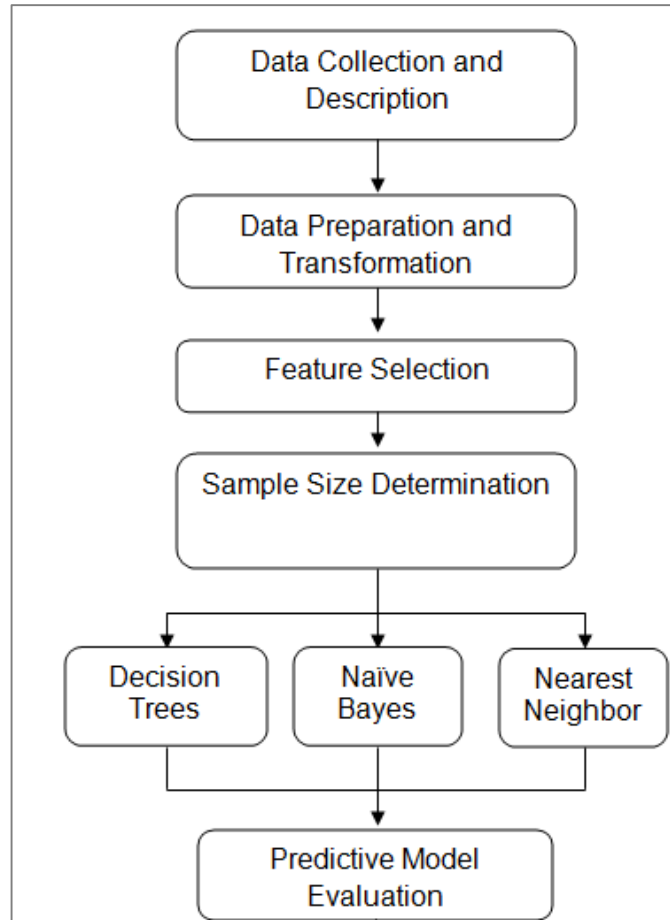 Data Collection and
Description
Data Preparation and
Transformation
Feature Selection
Sample Size Determination
Decision
Trees
Naïve
Bayes
Nearest
Neighbor
Predictive Model
Evaluation